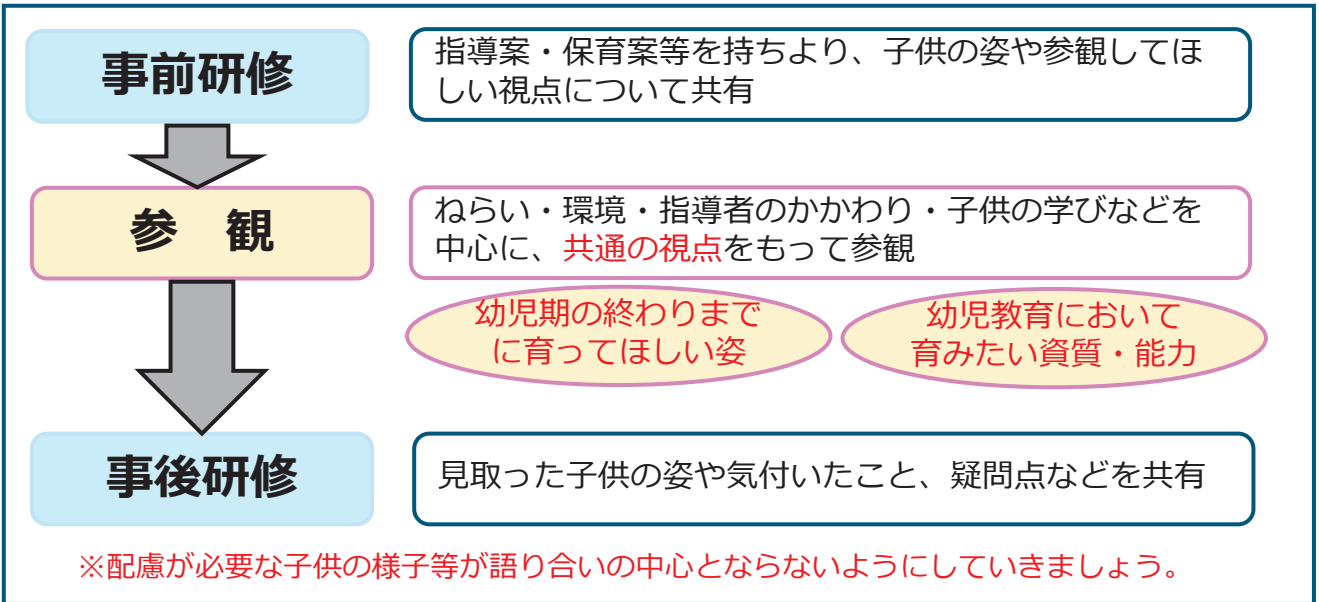 事前研修
指導案・保育案等を持ちより、子供の姿や参観してほ
しい視点について共有
参　観
ねらい・環境・指導者のかかわり・子供の学びなどを
中心に、共通の視点をもって参観
幼児期の終わりまで
に育ってほしい姿
幼児教育において
育みたい資質・能力
事後研修
見取った子供の姿や気付いたこと、疑問点などを共有
※配慮が必要な子供の様子等が語り合いの中心とならないようにしていきましょう。